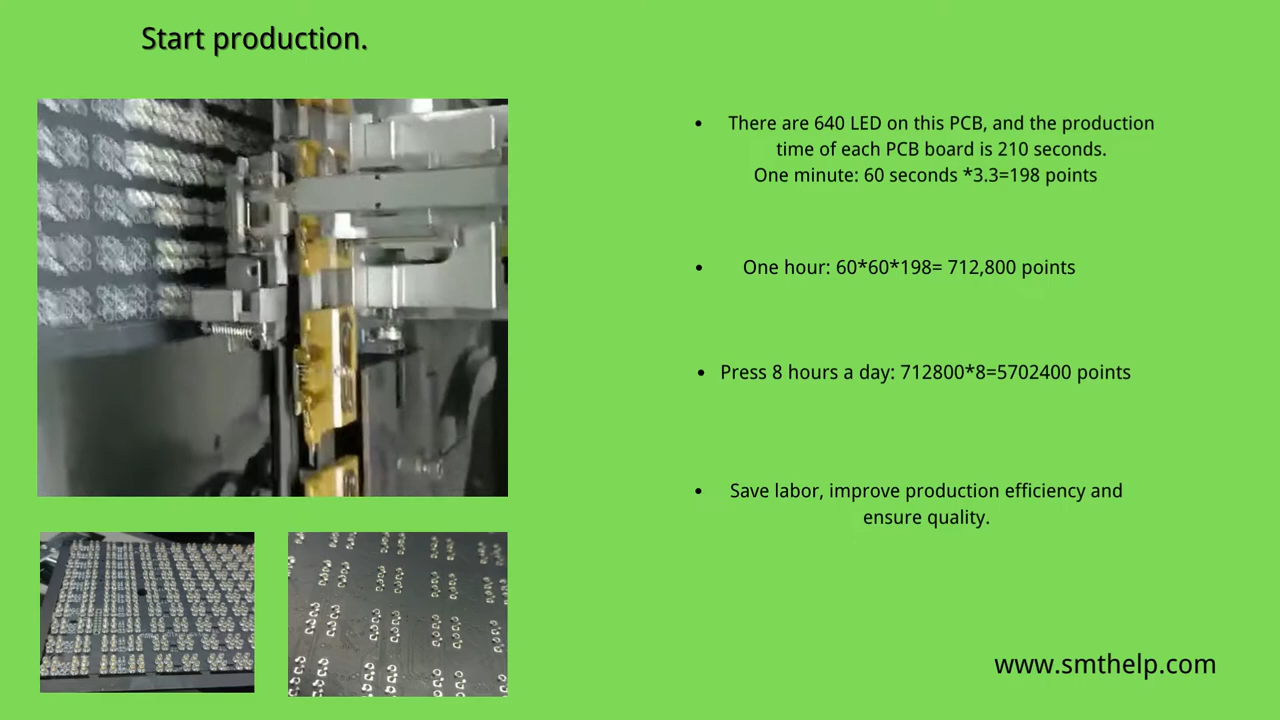 Start production.
• There are 640 LED on this PCB, and the production
time of each PCB board is 210 seconds.
One minute: 60 seconds *3.3=198 points
• One hour: 60*60*198= 712,800 points
• Press 8 hours a day: 712800*8=5702400 points
• Save labor, improve production efficiency and
ensure quality.
www.smthelp.com